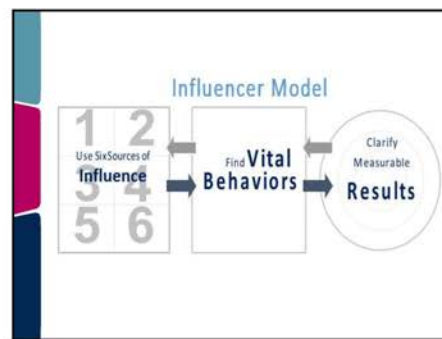 Influencer Model
1 2
Use SixSources of
Influence
3 4
5 6
Find Vital
Behaviors
Clarify
Measurable
Results